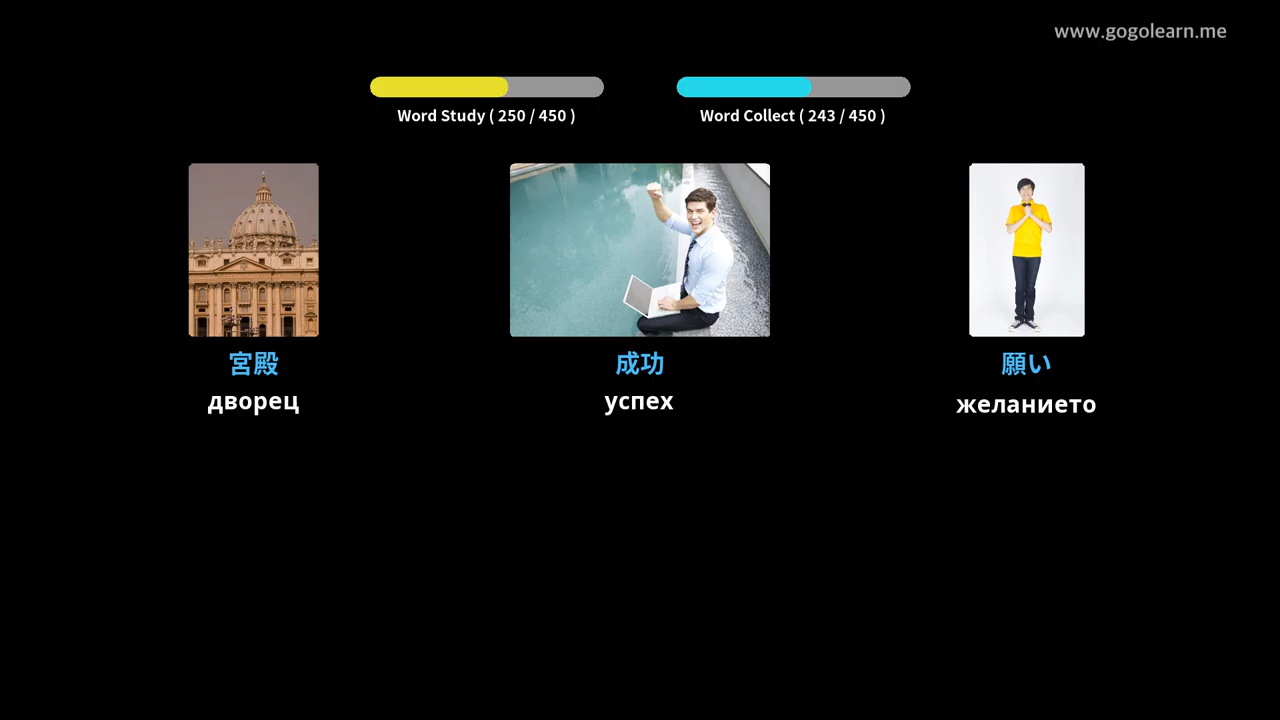 www.gogolearn.me
Word Study ( 250 / 450 )
Word Collect ( 243 / 450 )
宮殿
成功
願い
дворец
успех
желанието